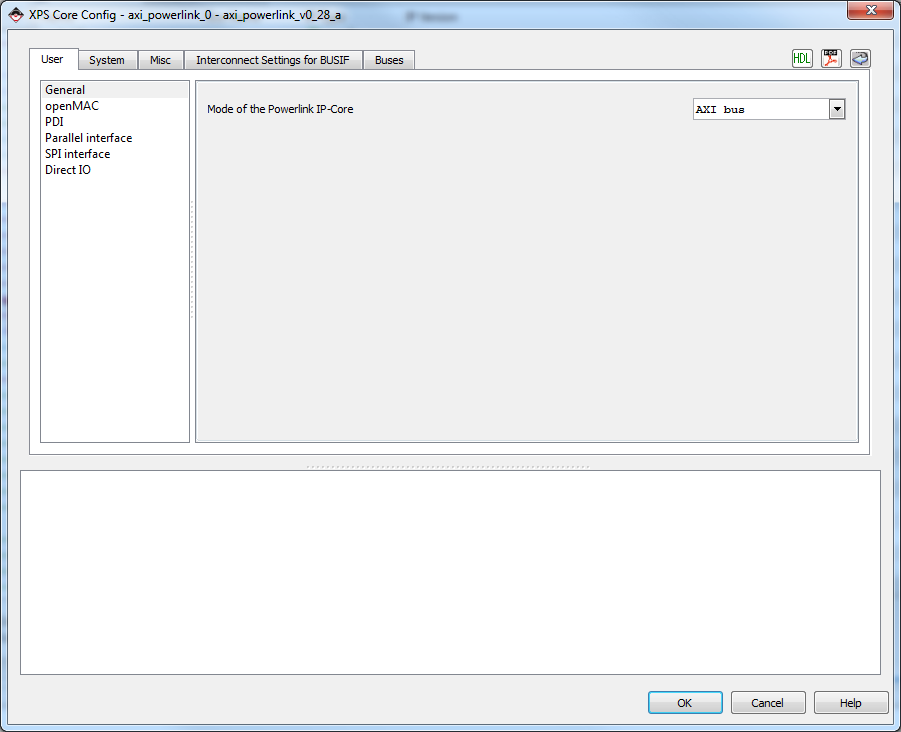 XPS Core Config - axi_powerlink_0 - axi_powerlink_v0_28_a
User System Misc Interconnect Settings for BUSIF Buses
HDL
PDF
General
openMAC
PDI
Parallel interface
SPI interface
Direct IO
Mode of the Powerlink IP-Core
AXI bus
OK Cancel Help